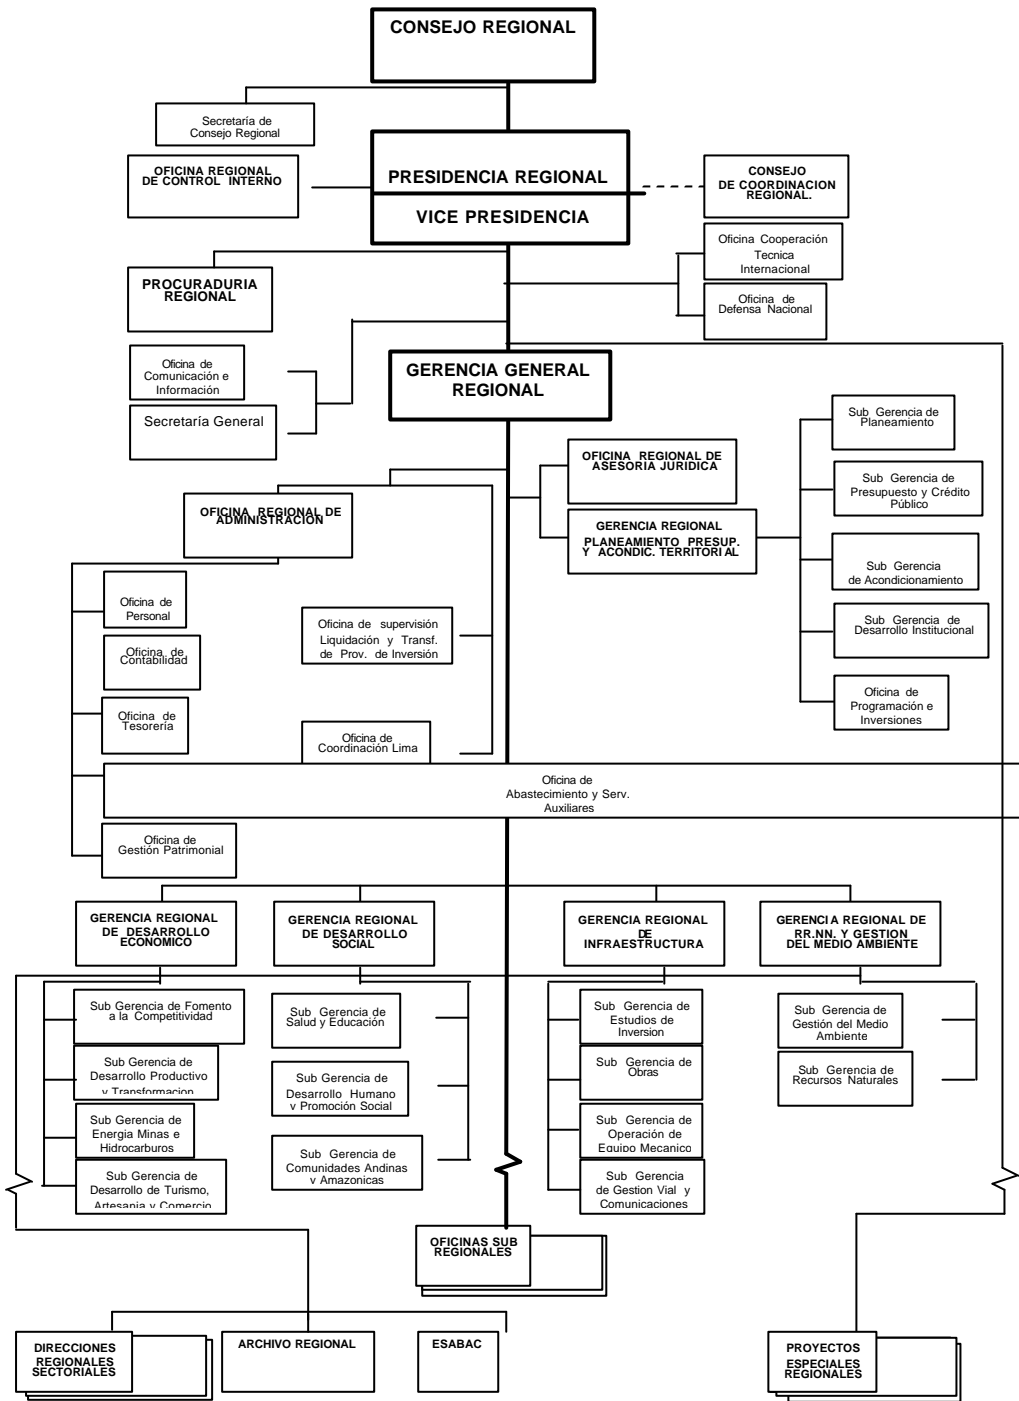 CONSEJO REGIONAL
Secretaría de
Consejo Regional
OFICINA REGIONAL
DE CONTROL INTERNO
PRESIDENCIA REGIONAL
VICE PRESIDENCIA
CONSEJO
DE COORDINACION
REGIONAL.
Oficina Cooperación
Tecnica
Internacional
PROCURADURIA
REGIONAL
Oficina de
Defensa Nacional
Oficina de
Comunicación e
Información
GERENCIA GENERAL
REGIONAL
Secretaría General
Sub Gerencia de
Planeamiento
OFICINA REGIONAL DE
ASESORIA JURIDICA
Sub Gerencia de
Presupuesto y Crédito
Público
OFICINA REGIONAL DE
ADMINISTRACIÓN
GERENCIA REGIONAL
PLANEAMIENTO PRESUP.
Y ACONDIC. TERRITORIAL
Sub Gerencia
de Acondicionamiento
Oficina de
Personal
Oficina de supervisión
Liquidación y Transf.
de Prov. de Inversión
Sub Gerencia de
Desarrollo Institucional
Oficina de
Contabilidad
Oficina de
Programación e
Inversiones
Oficina de
Tesorería
Oficina de
Coordinación Lima
Oficina de
Abastecimiento y Serv.
Auxiliares
Oficina de
Gestión Patrimonial
GERENCIA REGIONAL
DE DESARROLLO
ECONOMICO
GERENCIA REGIONAL
DE DESARROLLO
SOCIAL
GERENCIA REGIONAL
DE
INFRAESTRUCTURA
GERENCIA REGIONAL DE
RR.NN. Y GESTION
DEL MEDIO AMBIENTE
Sub Gerencia de Fomento
a la Competitividad
Sub Gerencia de
Salud y Educación
Sub Gerencia de
Estudios de
Inversion
Sub Gerencia de
Gestión del Medio
Ambiente
Sub Gerencia de
Desarrollo Productivo
y Transformacion
Sub Gerencia de
Desarrollo Humano
y Promoción Social
Sub Gerencia de
Obras
Sub Gerencia de
Recursos Naturales
Sub Gerencia de
Energia Minas e
Hidrocarburos
Sub Gerencia de
Comunidades Andinas
y Amazonicas
Sub Gerencia de
Operación de
Equipo Mecanico
Sub Gerencia de
Desarrollo de Turismo,
Artesania y Comercio
Sub Gerencia
de Gestion Vial y
Comunicaciones
OFICINAS SUB
REGIONALES
DIRECCIONES
REGIONALES
SECTORIALES
ARCHIVO REGIONAL
ESABAC
PROYECTOS
ESPECIALES
REGIONALES